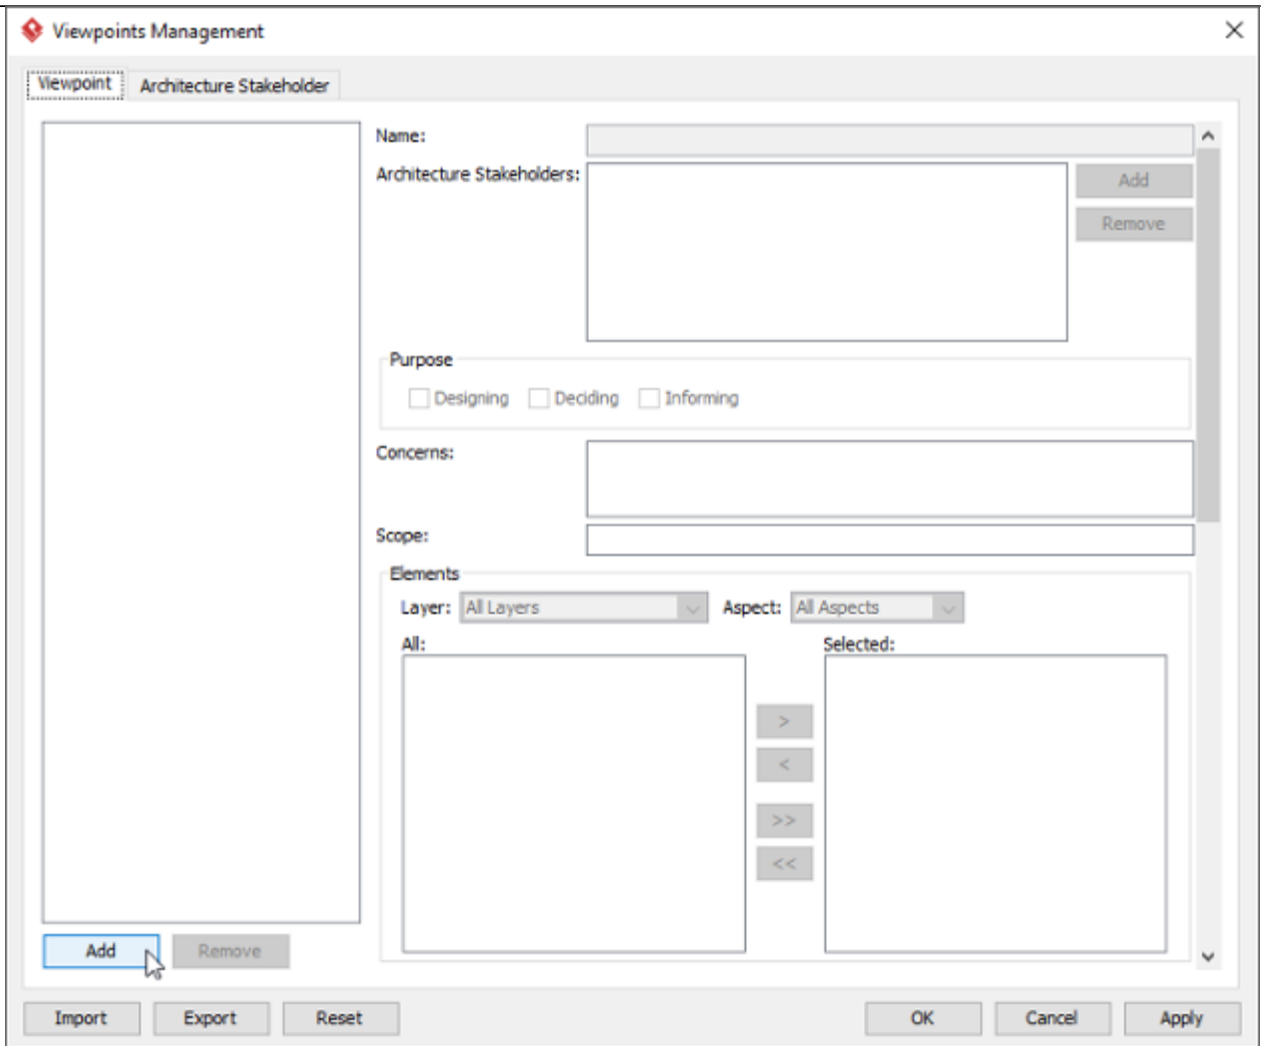 Viewpoints Management
Viewpoint Architecture Stakeholder
Name:
Architecture Stakeholders:
Add
Remove
Purpose
Designing Deciding Informing
Concerns:
Scope:
Elements
Layer: All Layers Aspect: All Aspects
All: Selected:
>
<
>>
<<
Add Remove
Import Export Reset OK Cancel Apply